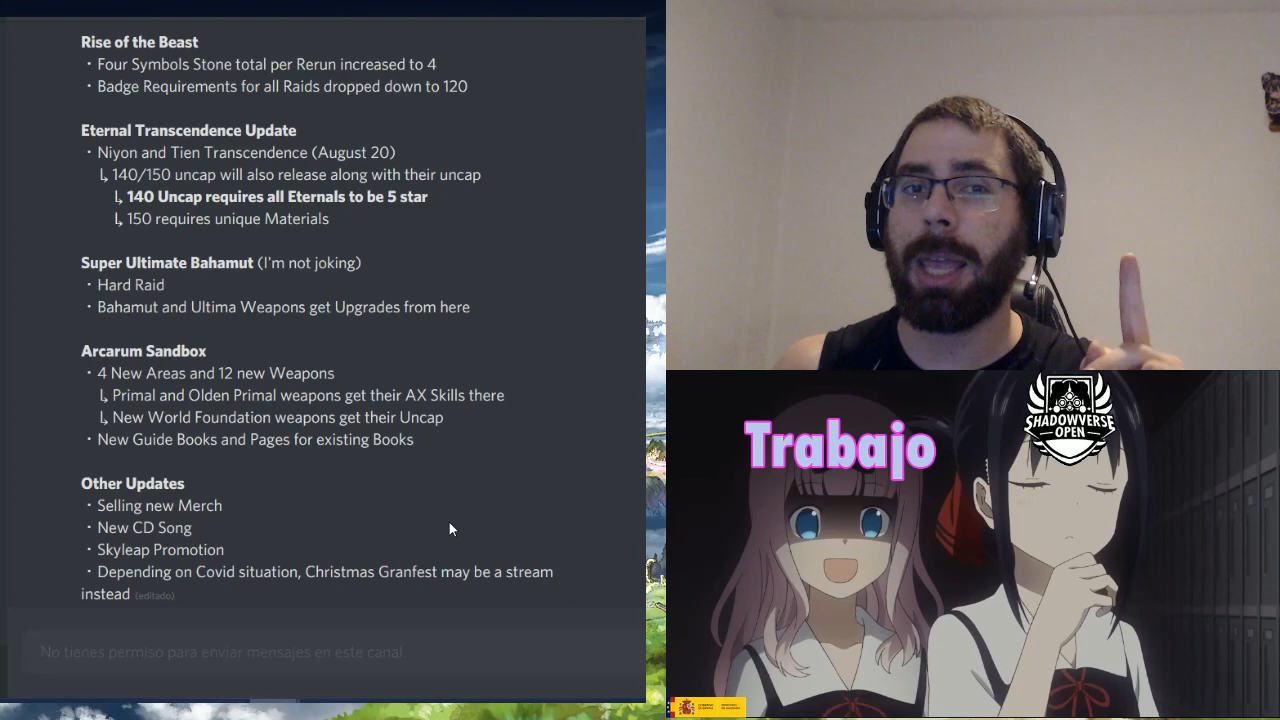 Rise of the Beast
・Four Symbols Stone total per Rerun increased to 4
・Badge Requirements for all Raids dropped down to 120
Eternal Transcendence Update
・Niyon and Tien Transcendence (August 20)
↳ 140/150 uncap will also release along with their uncap
↳ 140 Uncap requires all Eternals to be 5 star
↳ 150 requires unique Materials
Super Ultimate Bahamut (I'm not joking)
・Hard Raid
・Bahamut and Ultima Weapons get Upgrades from here
Arcarum Sandbox
・4 New Areas and 12 new Weapons
↳ Primal and Olden Primal weapons get their AX Skills there
↳ New World Foundation weapons get their Uncap
・New Guide Books and Pages for existing Books
Other Updates
・Selling new Merch
・New CD Song
・Skyleap Promotion
・Depending on Covid situation, Christmas Granfest may be a stream
instead (editado)
No tienes permiso para enviar mensajes en este canal.
Trabajo
SHADOWVERSE
OPEN